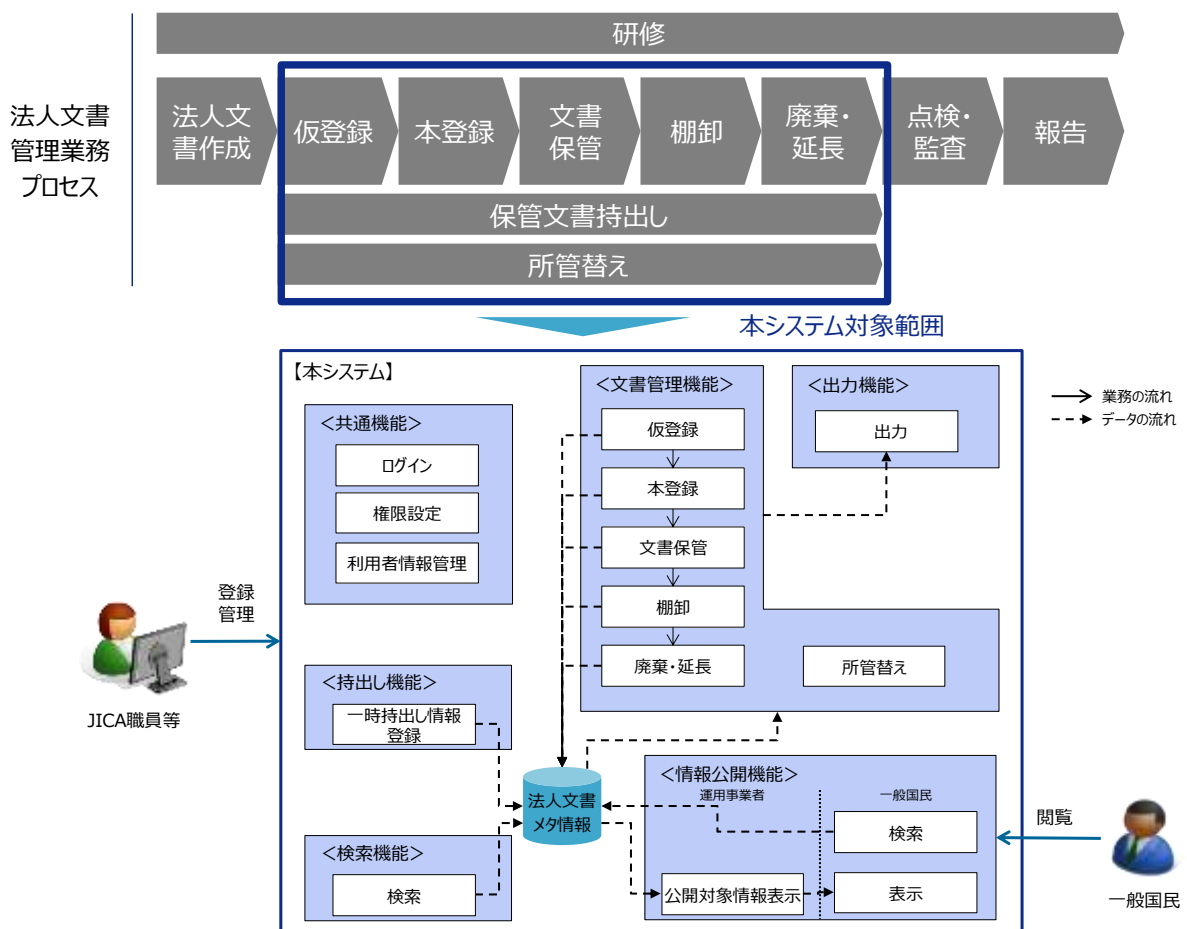 研修
法人文書
管理業務
プロセス
法人文
書作成
仮登録
本登録
文書
保管
棚卸
廃棄・
延長
点検・
監査
報告
保管文書持出し
所管替え
本システム対象範囲
【本システム】
＜共通機能＞
ログイン
権限設定
利用者情報管理
＜文書管理機能＞
仮登録
本登録
文書保管
棚卸
廃棄・延長
所管替え
＜出力機能＞
出力
業務の流れ
データの流れ
登録
管理
JICA職員等
＜持出し機能＞
一時持出し情報
登録
法人文書
メタ情報
＜検索機能＞
検索
＜情報公開機能＞
運用事業者
一般国民
検索
公開対象情報表示
表示
閲覧
一般国民